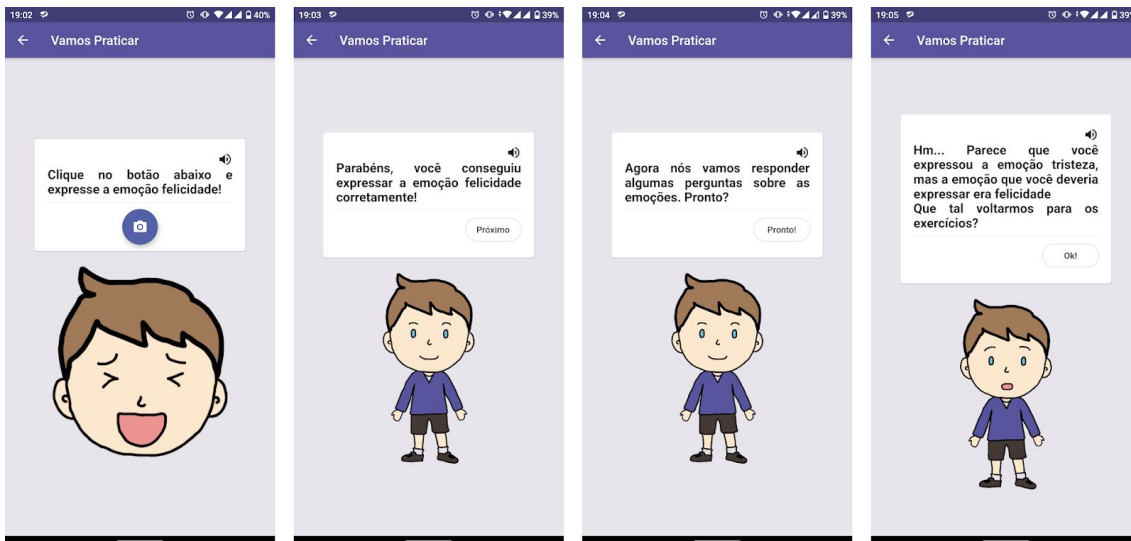 19:02
40%
Vamos Praticar
Clique no botão abaixo e
expresse a emoção felicidade!
19:03
39%
Vamos Praticar
Parabéns, você conseguiu
expressar a emoção felicidade
corretamente!
Próximo
19:04
39%
Vamos Praticar
Agora nós vamos responder
algumas perguntas sobre as
emoções. Pronto?
Pronto!
19:05
39%
Vamos Praticar
Hm... Parece que você
expressou a emoção tristeza,
mas a emoção que você deveria
expressar era felicidade
Que tal voltarmos para os
exercícios?
Ok!